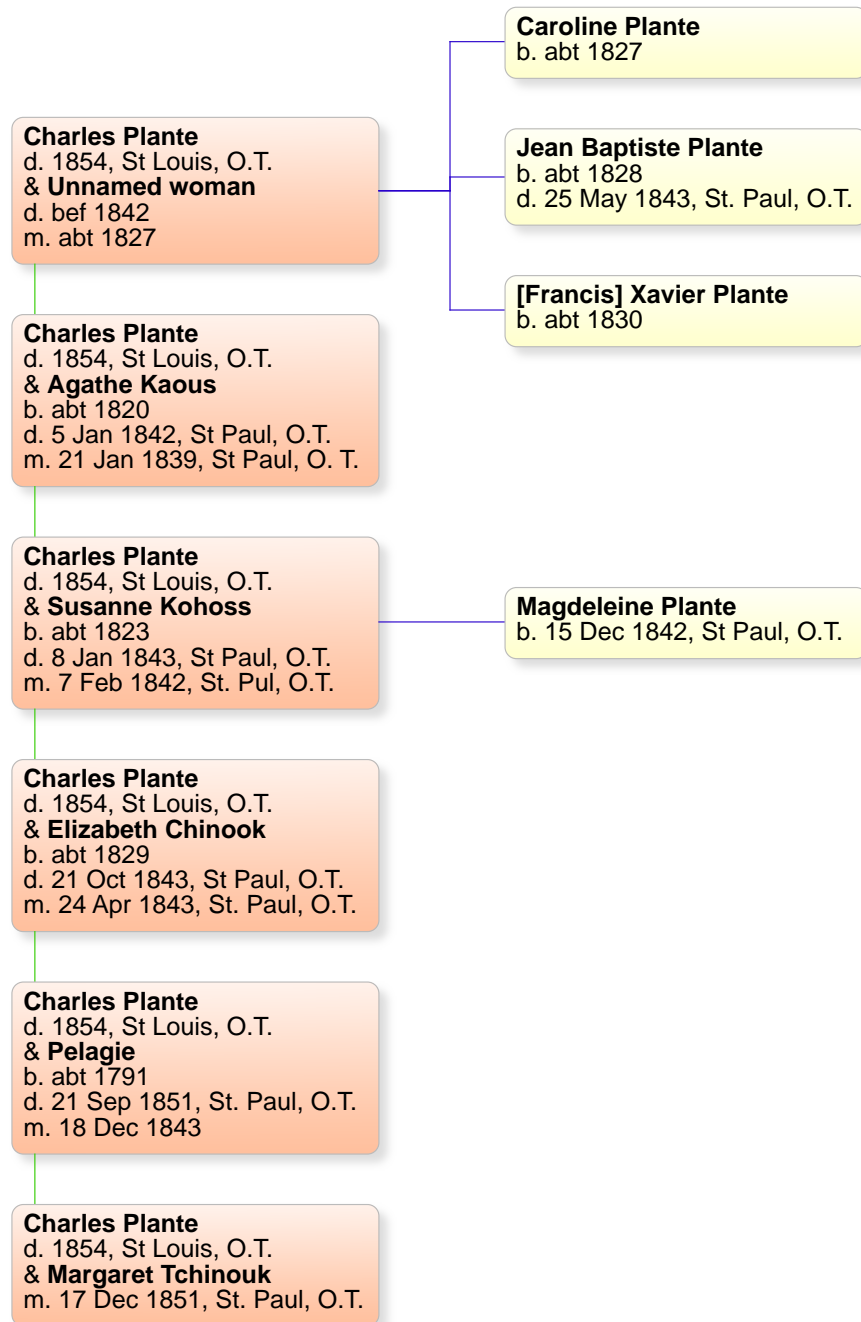 Caroline Plante
b. abt 1827
Charles Plante
d. 1854, St Louis, O.T.
& Unnamed woman
d. bef 1842
m. abt 1827
Jean Baptiste Plante
b. abt 1828
d. 25 May 1843, St. Paul, O.T.
[Francis] Xavier Plante
b. abt 1830
Charles Plante
d. 1854, St Louis, O.T.
& Agathe Kaous
b. abt 1820
d. 5 Jan 1842, St Paul, O.T.
m. 21 Jan 1839, St Paul, O. T.
Charles Plante
d. 1854, St Louis, O.T.
& Susanne Kohoss
b. abt 1823
d. 8 Jan 1843, St Paul, O.T.
m. 7 Feb 1842, St. Pul, O.T.
Magdeleine Plante
b. 15 Dec 1842, St Paul, O.T.
Charles Plante
d. 1854, St Louis, O.T.
& Elizabeth Chinook
b. abt 1829
d. 21 Oct 1843, St Paul, O.T.
m. 24 Apr 1843, St. Paul, O.T.
Charles Plante
d. 1854, St Louis, O.T.
& Pelagie
b. abt 1791
d. 21 Sep 1851, St. Paul, O.T.
m. 18 Dec 1843
Charles Plante
d. 1854, St Louis, O.T.
& Margaret Tchinouk
m. 17 Dec 1851, St. Paul, O.T.